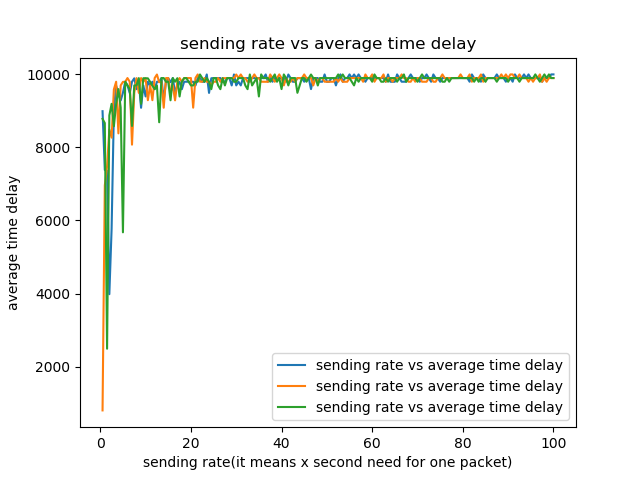 sending rate vs average time delay
10000
8000
6000
4000
2000
average time delay
sending rate vs average time delay
sending rate vs average time delay
sending rate vs average time delay
0 20 40 60 80 100
sending rate(it means x second need for one packet)